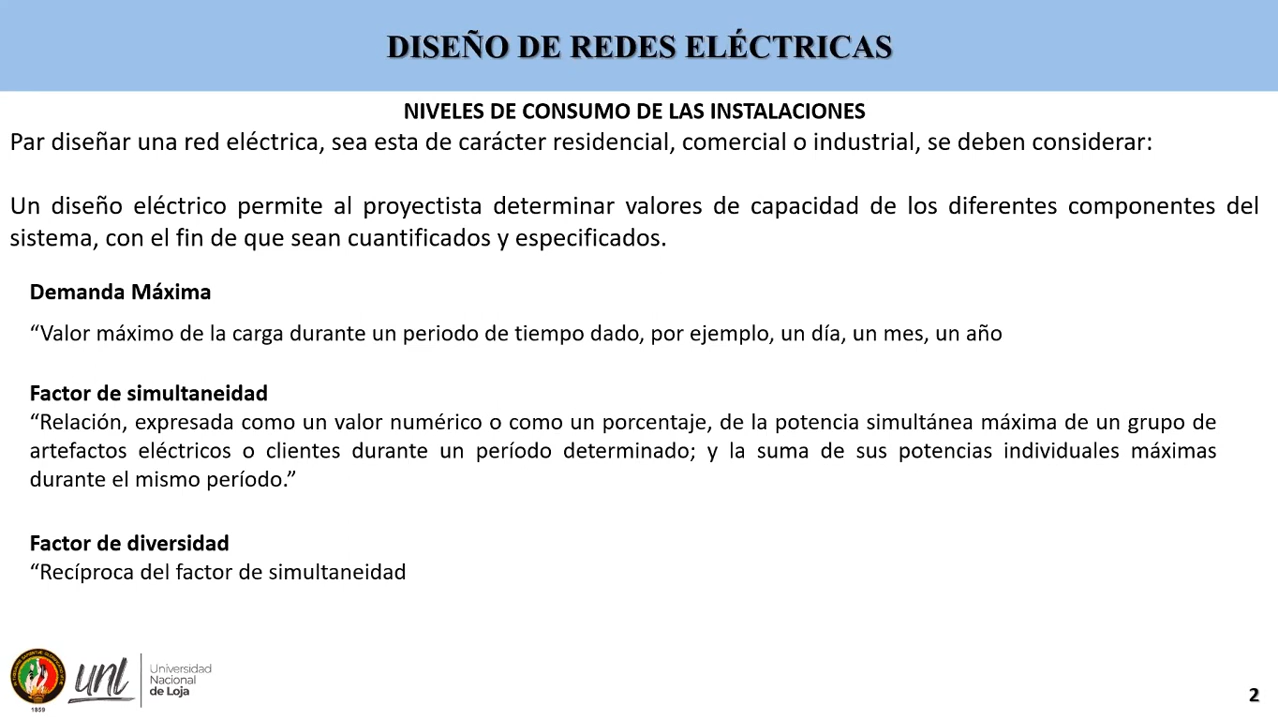 DISEÑO DE REDES ELÉCTRICAS
NIVELES DE CONSUMO DE LAS INSTALACIONES
Par diseñar una red eléctrica, sea esta de carácter residencial, comercial o industrial, se deben considerar:
Un diseño eléctrico permite al proyectista determinar valores de capacidad de los diferentes componentes del
sistema, con el fin de que sean cuantificados y especificados.
Demanda Máxima
“Valor máximo de la carga durante un periodo de tiempo dado, por ejemplo, un día, un mes, un año
Factor de simultaneidad
“Relación, expresada como un valor numérico o como un porcentaje, de la potencia simultánea máxima de un grupo de
artefactos eléctricos o clientes durante un período determinado; y la suma de sus potencias individuales máximas
durante el mismo período.”
Factor de diversidad
“Recíproca del factor de simultaneidad
1859
unl
Universidad
Nacional
de Loja
2